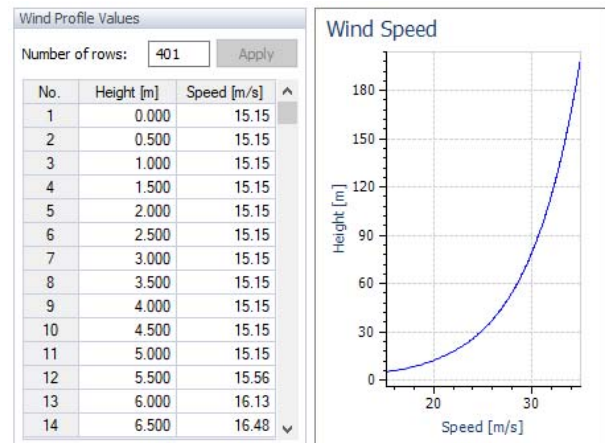 Wind Profile Values
Number of rows: 401 Apply
No. Height [m] Speed [m/s]
1 0.000 15.15
2 0.500 15.15
3 1.000 15.15
4 1.500 15.15
5 2.000 15.15
6 2.500 15.15
7 3.000 15.15
8 3.500 15.15
9 4.000 15.15
10 4.500 15.15
11 5.000 15.15
12 5.500 15.56
13 6.000 16.13
14 6.500 16.48
Wind Speed
Height [m]
180
150
120
90
60
30
0
20 30
Speed [m/s]